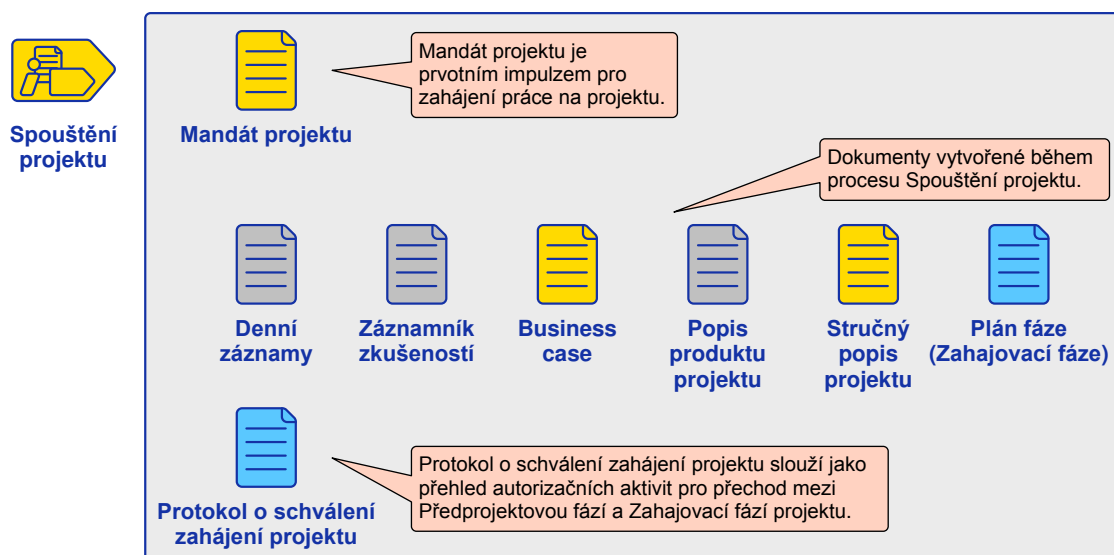 Spouštění
projektu
Mandát projektu
Mandát projektu je
prvotním impulzem pro
zahájení práce na projektu.
Dokumenty vytvořené během
procesu Spouštění projektu.
Denní
záznamy
Záznamník
zkušeností
Business
case
Popis
produktu
projektu
Stručný
popis
projektu
Plán fáze
(Zahajovací fáze)
Protokol o schválení
zahájení projektu
Protokol o schválení zahájení projektu slouží jako
přehled autorizačních aktivit pro přechod mezi
Předprojektovou fází a Zahajovací fází projektu.